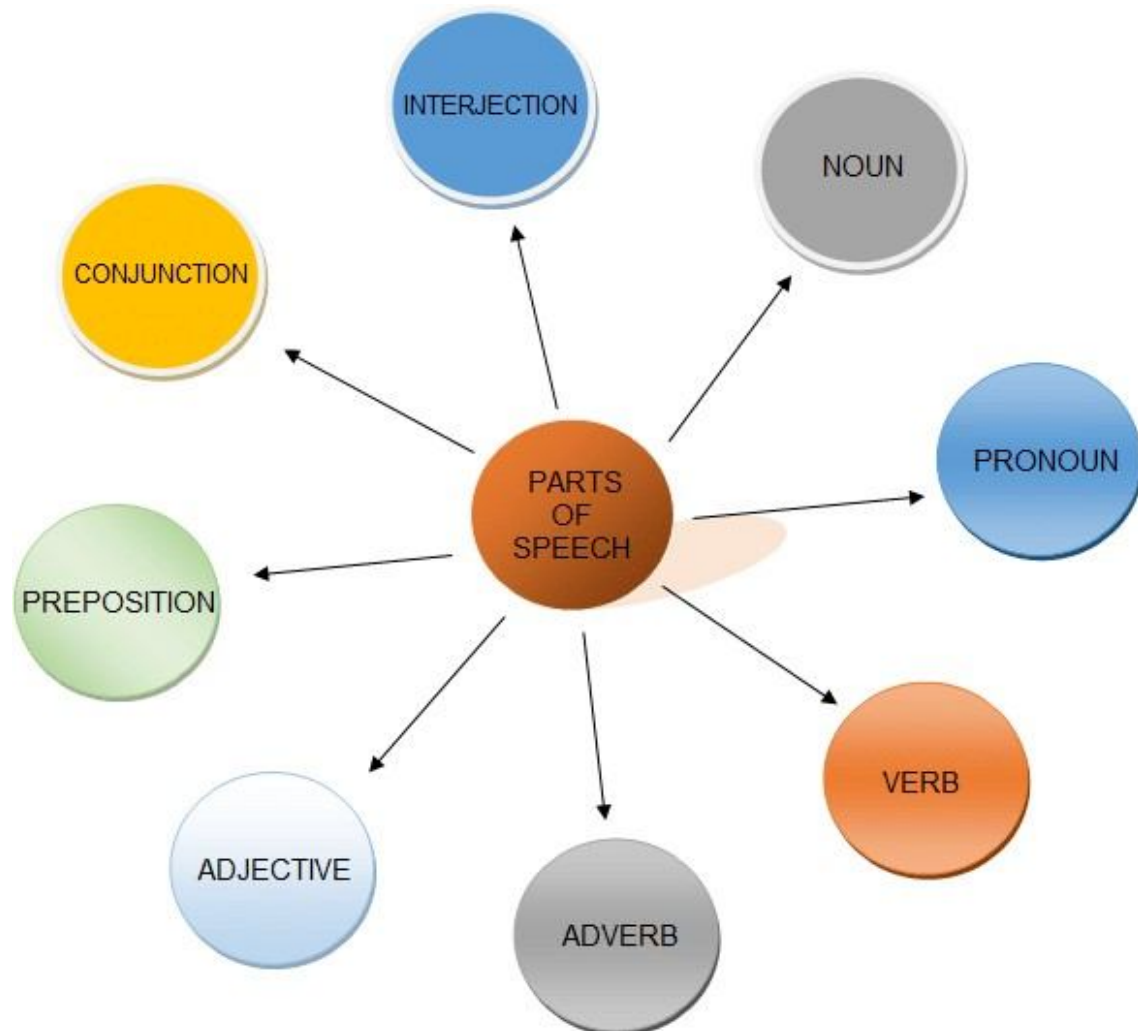 INTERJECTION
NOUN
CONJUNCTION
PRONOUN
PARTS
OF
SPEECH
PREPOSITION
VERB
ADJECTIVE
ADVERB